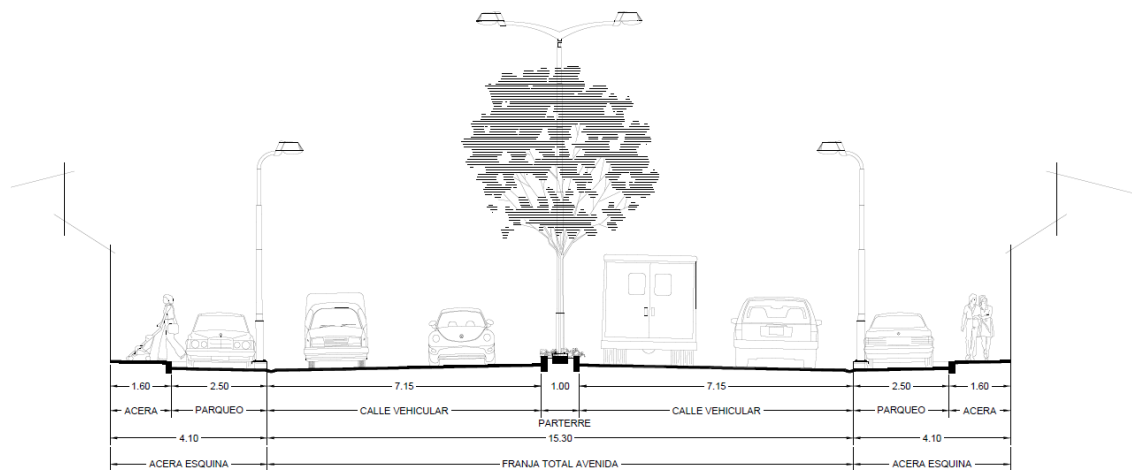 1.60 2.50 7.15 1.00 7.15 2.50 1.60
ACERA PARQUEO CALLE VEHICULAR CALLE VEHICULAR PARQUEO ACERA
PARTERRE
4.10 15.30 4.10
ACERA ESQUINA FRANJA TOTAL AVENIDA ACERA ESQUINA